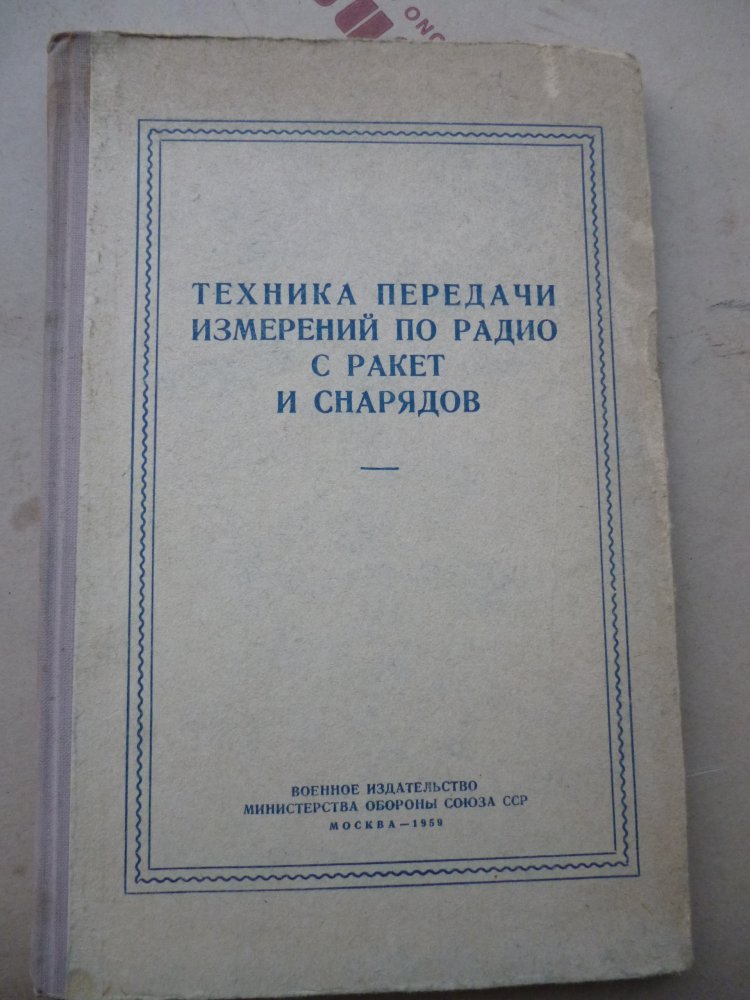 ТЕХНИКА ПЕРЕДАЧИ
ИЗМЕРЕНИЙ ПО РАДИО
С РАКЕТ
И СНАРЯДОВ
ВОЕННОЕ ИЗДАТЕЛЬСТВО
МИНИСТЕРСТВА ОБОРОНЫ СОЮЗА ССР
МОСКВА — 1959